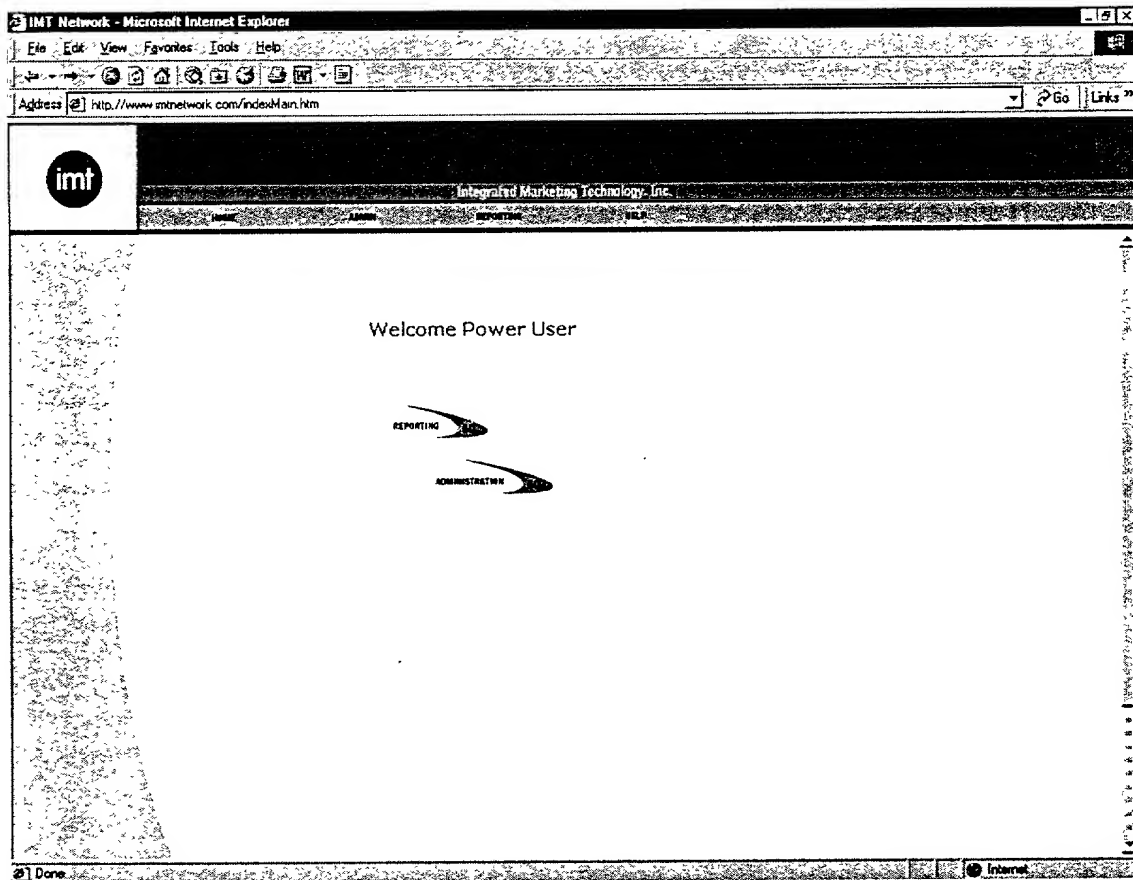 IMT Network - Microsoft Internet Explorer
File Edit View Favorites Tools Help
Address http://www.imtnetwork.com/indexMain.htm Go Links »
imt
Integrated Marketing Technology, Inc.
HOME ADMIN REPORTING HELP
Welcome Power User
REPORTING
ADMINISTRATION
Done Internet